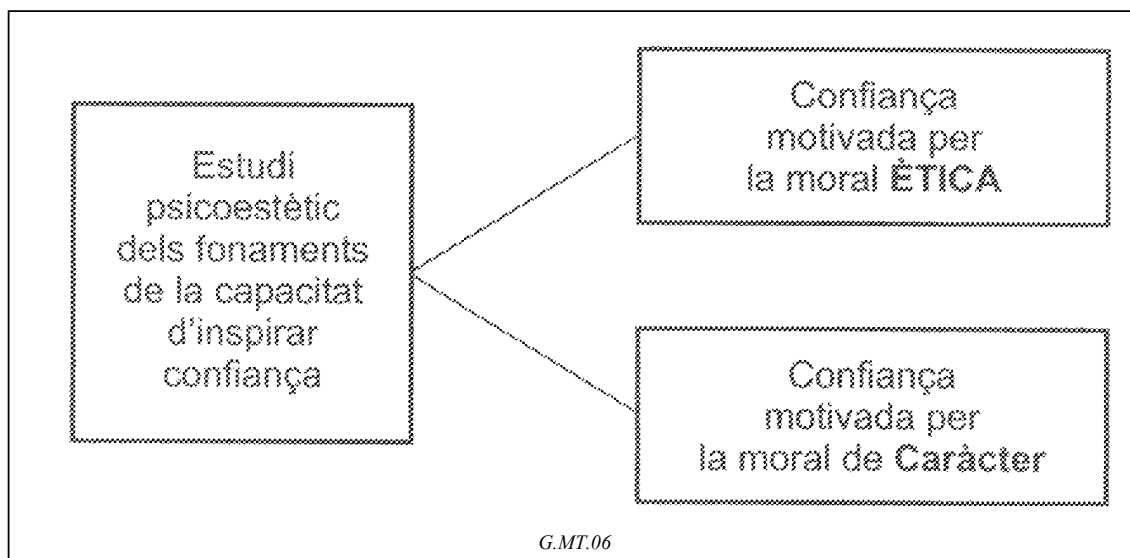 Estudi
psicoestètic
dels fonaments
de la capacitat
d'inspirar
confiança
Confiança
motivada per
la moral ÈTICA
Confiança
motivada per
la moral de Caràcter
G.MT.06